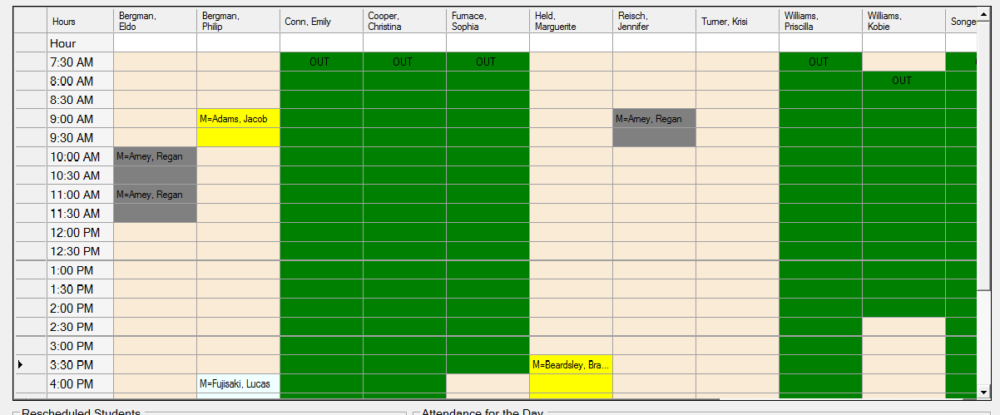 Hours
Bergman,
Eldo
Bergman,
Philip
Conn, Emily
Cooper,
Christina
Furnace,
Sophia
Held,
Marguerite
Reisch,
Jennifer
Turner, Krisi
Williams,
Priscilla
Williams,
Kobie
Songe
Hour
7:30 AM OUT OUT OUT OUT
8:00 AM OUT
8:30 AM
9:00 AM M=Adams, Jacob M=Amey, Regan
9:30 AM
10:00 AM M=Amey, Regan
10:30 AM
11:00 AM M=Amey, Regan
11:30 AM
12:00 PM
12:30 PM
1:00 PM
1:30 PM
2:00 PM
2:30 PM
3:00 PM
3:30 PM M=Beardsley, Bra...
4:00 PM M=Fujisaki, Lucas
Rescheduled Students Attendance for the Day